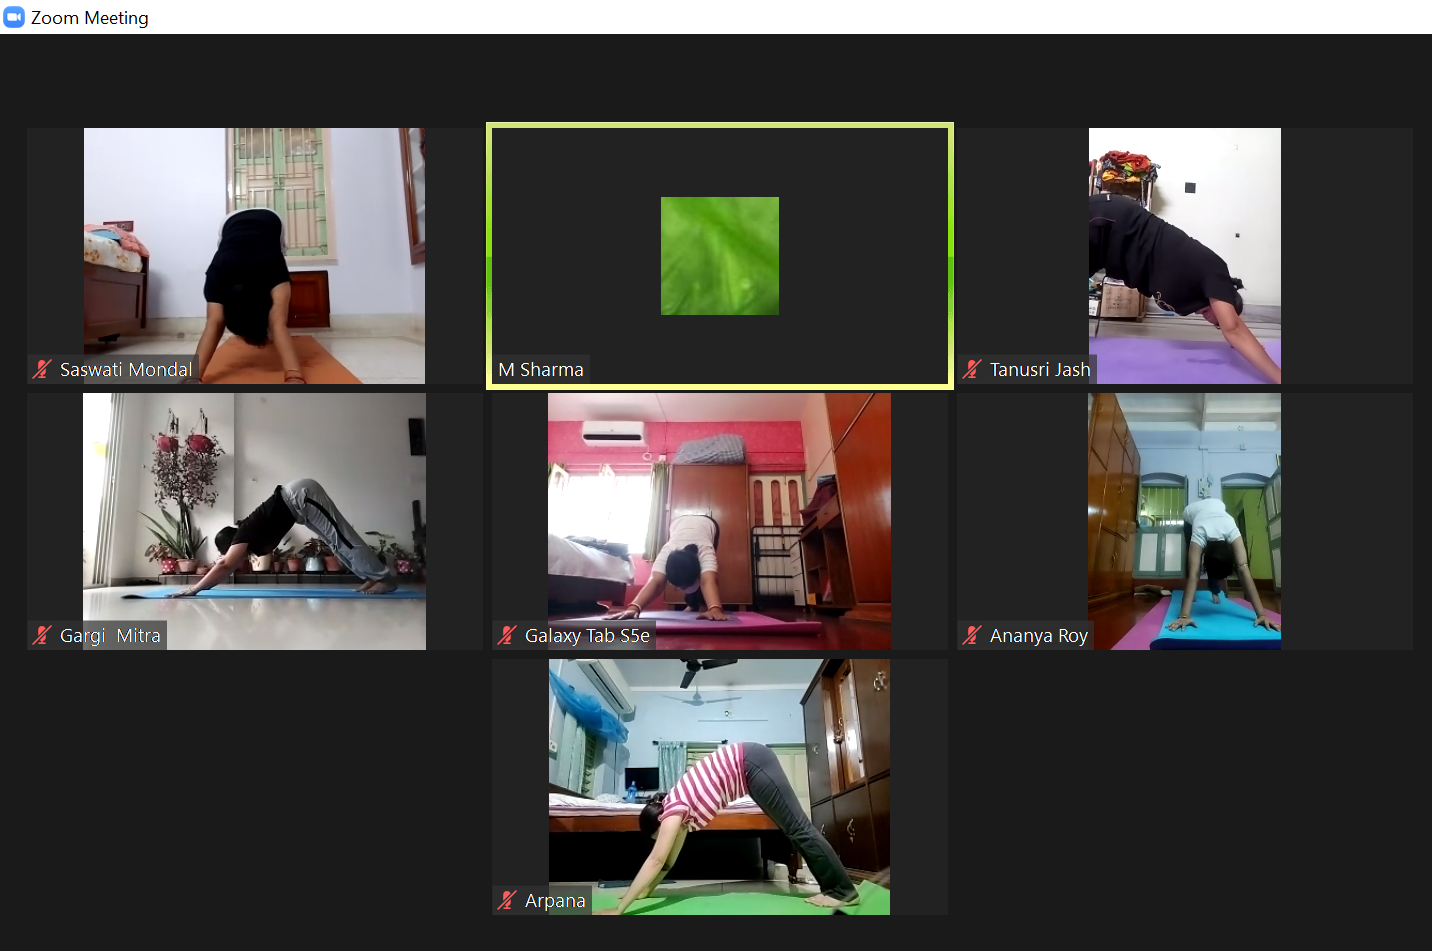 Zoom Meeting
Saswati Mondal
M Sharma
Tanusri Jash
Gargi Mitra
Galaxy Tab S5e
Ananya Roy
Arpana